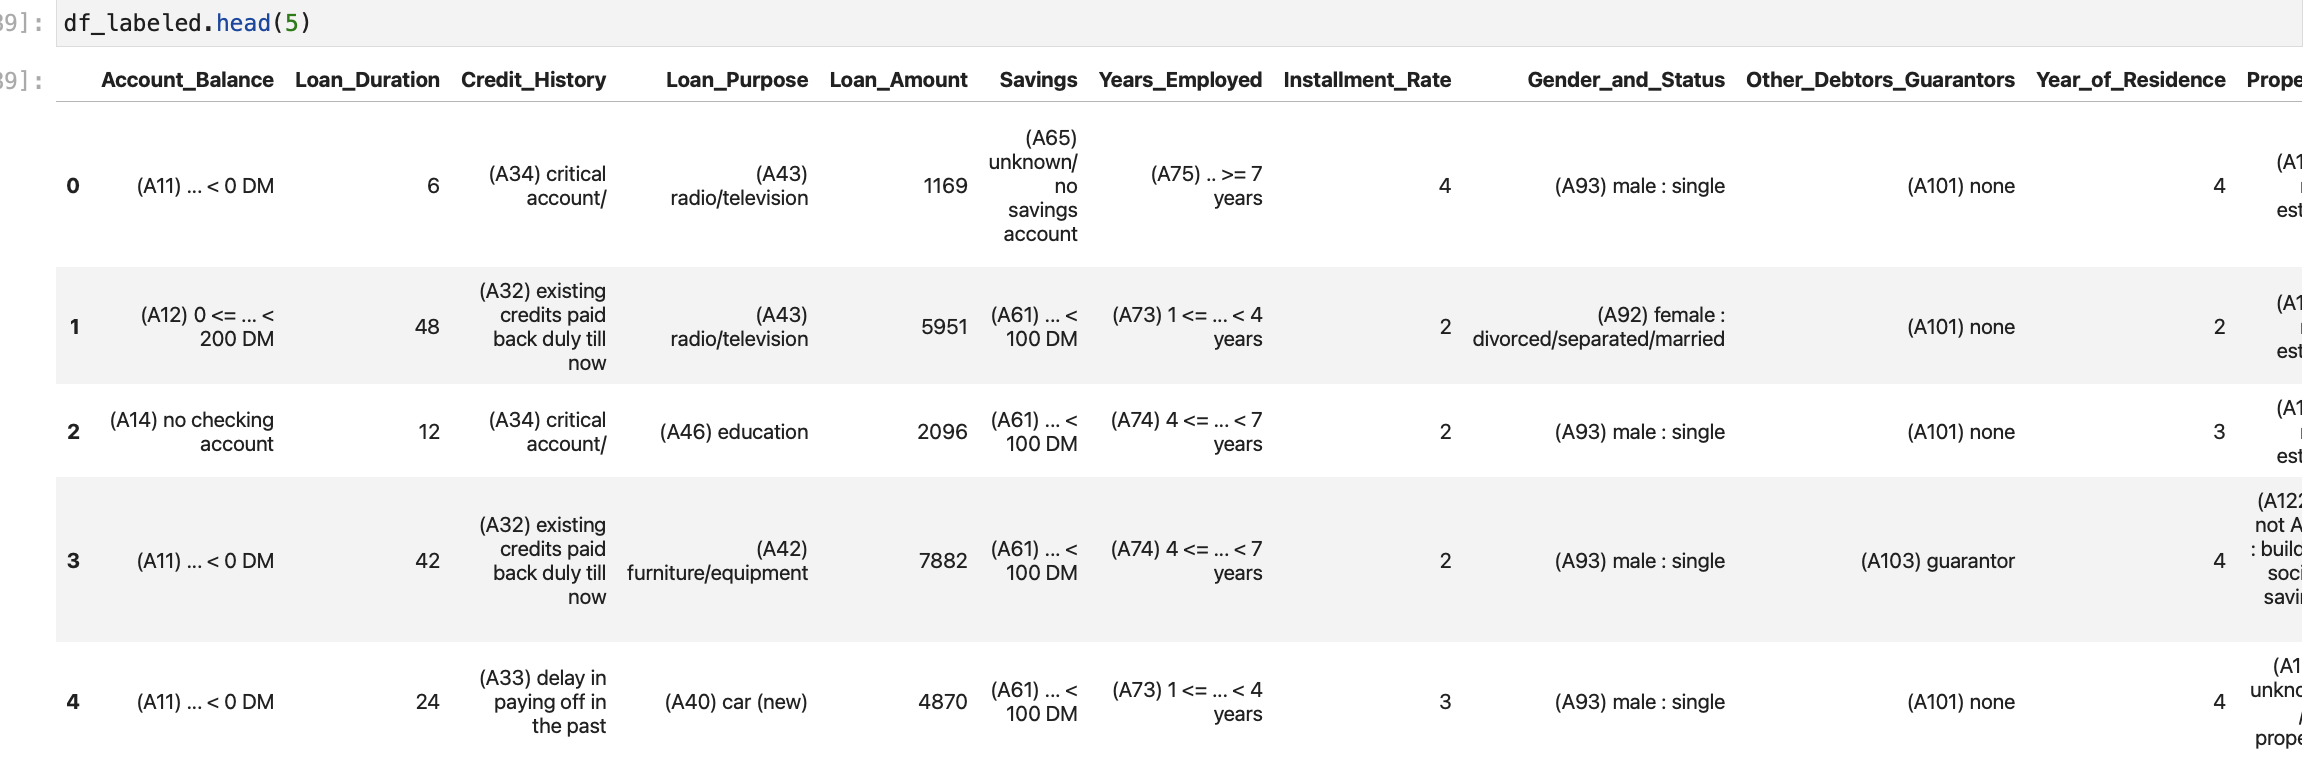 39]: df_labeled.head(5)
39]: Account_Balance Loan_Duration Credit_History Loan_Purpose Loan_Amount Savings Years_Employed Installment_Rate Gender_and_Status Other_Debtors_Guarantors Year_of_Residence Prope
0 (A11) ... < 0 DM 6 (A34) critical account/ (A43) radio/television 1169 (A65) unknown/ no savings account (A75) .. >= 7 years 4 (A93) male : single (A101) none 4 (A1 est
1 (A12) 0 <= ... < 200 DM 48 (A32) existing credits paid back duly till now (A43) radio/television 5951 (A61) ... < 100 DM (A73) 1 <= ... < 4 years 2 (A92) female : divorced/separated/married (A101) none 2 (A1 est
2 (A14) no checking account 12 (A34) critical account/ (A46) education 2096 (A61) ... < 100 DM (A74) 4 <= ... < 7 years 2 (A93) male : single (A101) none 3 (A1 est
3 (A11) ... < 0 DM 42 (A32) existing credits paid back duly till now (A42) furniture/equipment 7882 (A61) ... < 100 DM (A74) 4 <= ... < 7 years 2 (A93) male : single (A103) guarantor 4 (A122 not A : build soci savi
4 (A11) ... < 0 DM 24 (A33) delay in paying off in the past (A40) car (new) 4870 (A61) ... < 100 DM (A73) 1 <= ... < 4 years 3 (A93) male : single (A101) none 4 (A1 unkno / prope